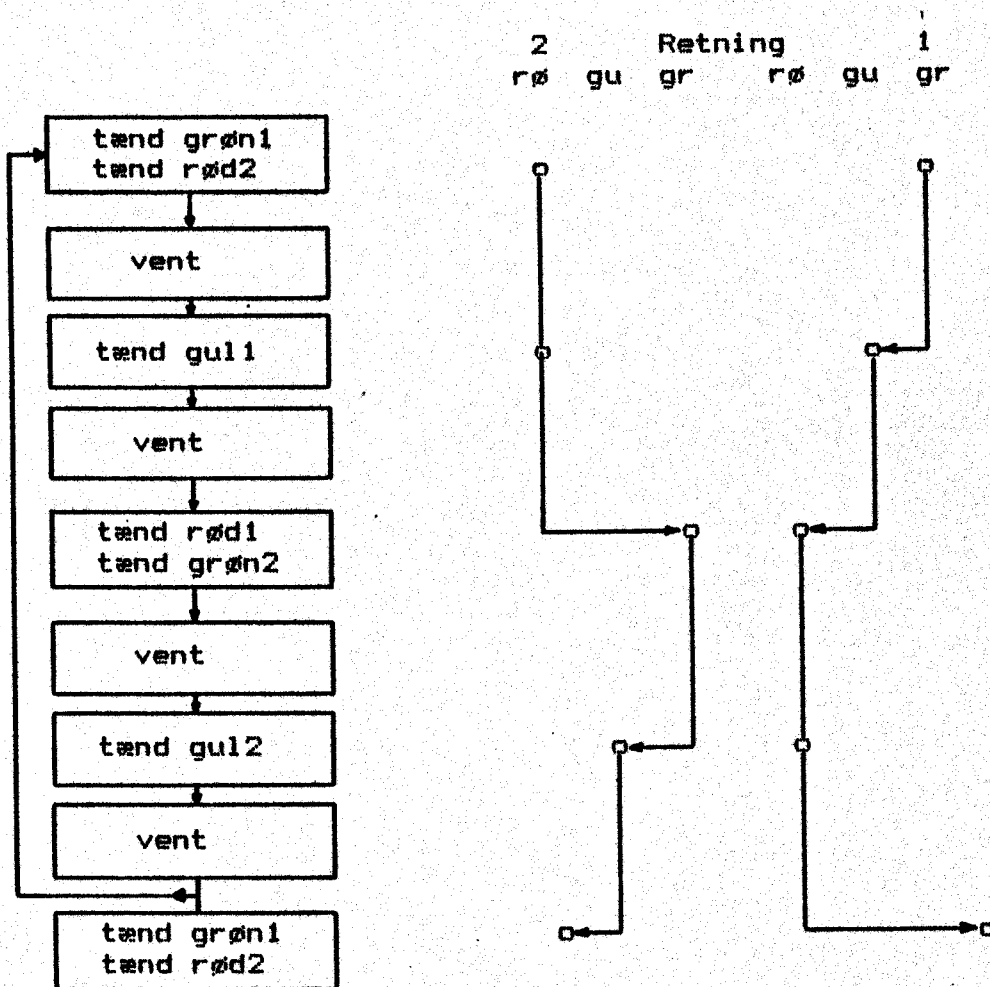 2 Retning 1
rø gu gr rø gu gr
tænd grøn1
tænd rød2
vent
tænd gul1
vent
tænd rød1
tænd grøn2
vent
tænd gul2
vent
tænd grøn1
tænd rød2